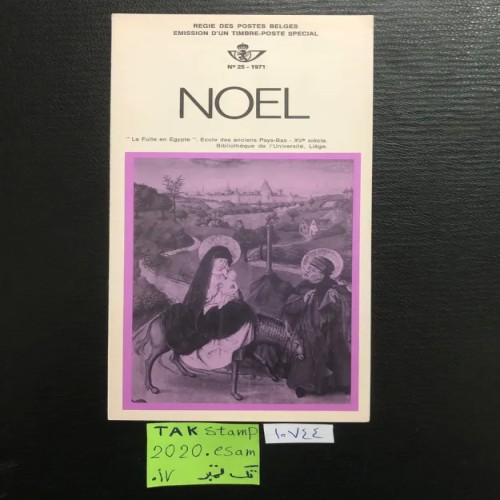 REGIE DES POSTES BELGES
EMISSION D'UN TIMBRE-POSTE SPECIAL
N° 25 - 1971
NOEL
" La Fuite en Egypte ". Ecole des anciens Pays-Bas - XVe siècle.
Bibliothèque de l'Université, Liège.
TAK stamp
2020.esam
٠١٧ تک تمبر
١٠٧٤٤